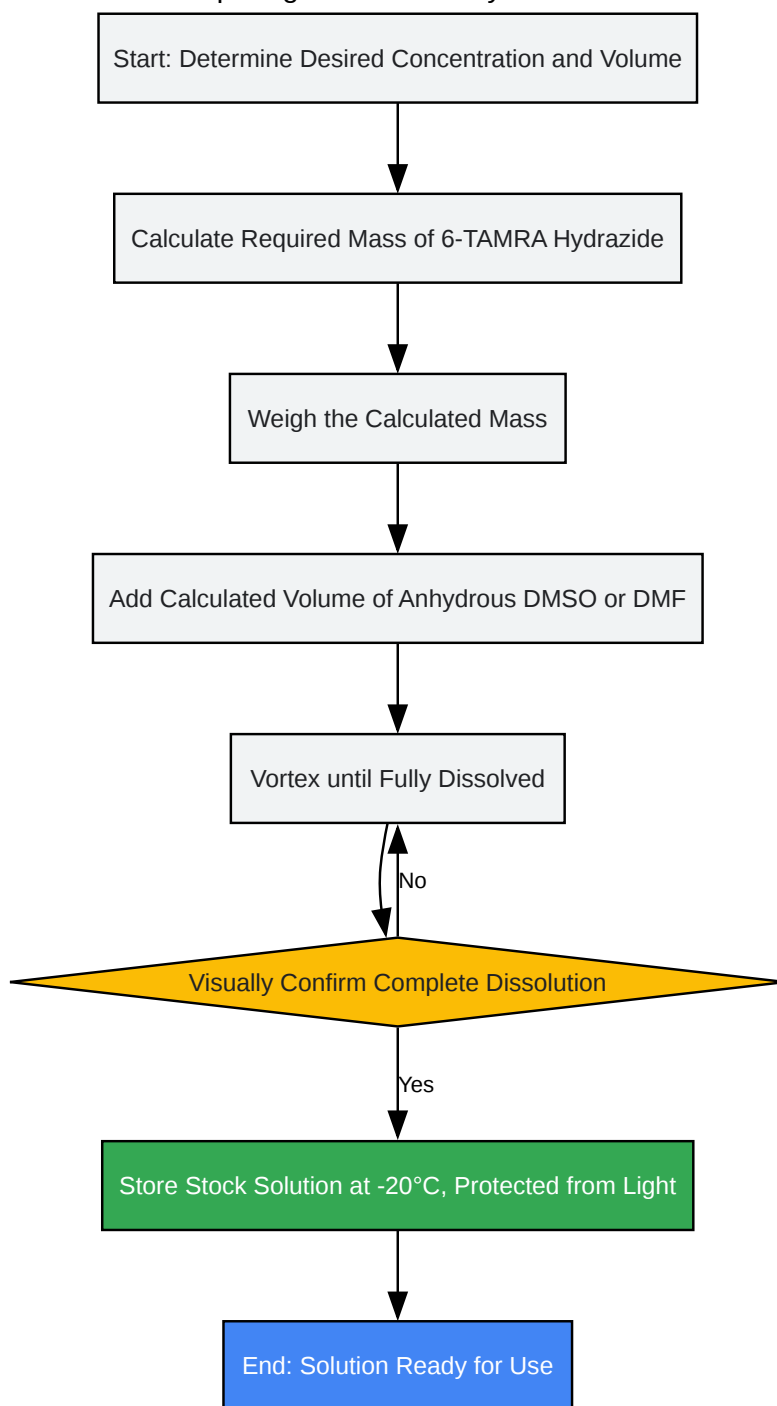 Start: Determine Desired Concentration and Volume
Calculate Required Mass of 6-TAMRA Hydrazide
Weigh the Calculated Mass
Add Calculated Volume of Anhydrous DMSO or DMF
Vortex until Fully Dissolved
No
Visually Confirm Complete Dissolution
Yes
Store Stock Solution at -20°C, Protected from Light
End: Solution Ready for Use